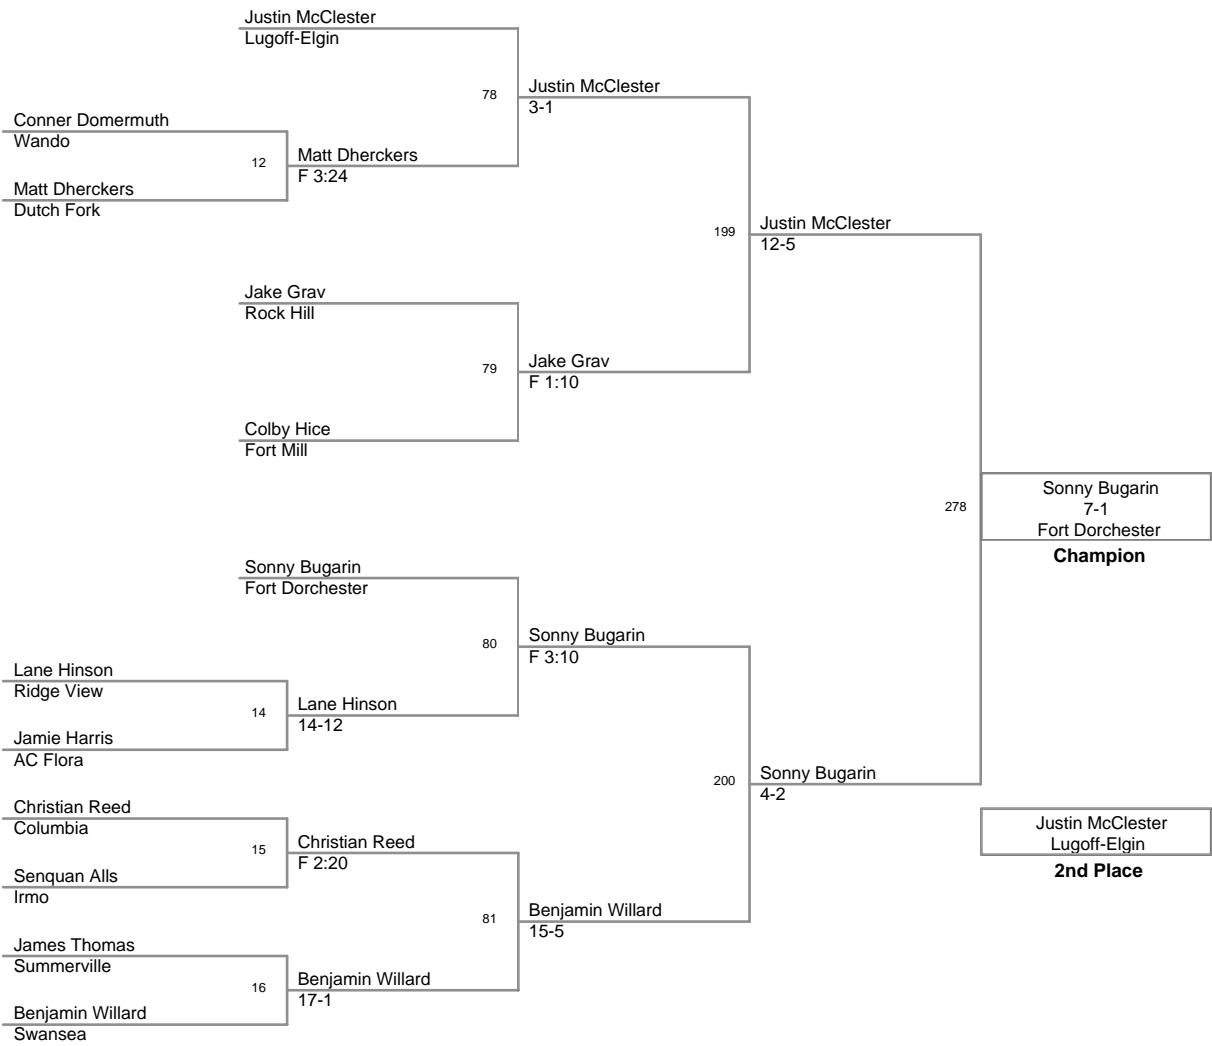 Justin McClester
Lugoff-Elgin
78
Justin McClester
3-1
Conner Domermuth
Wando
12
Matt Dherckers
F 3:24
Matt Dherckers
Dutch Fork
199
Justin McClester
12-5
Jake Grav
Rock Hill
79
Jake Grav
F 1:10
Colby Hice
Fort Mill
278
Sonny Bugarin
7-1
Fort Dorchester
Champion
Sonny Bugarin
Fort Dorchester
80
Sonny Bugarin
F 3:10
Lane Hinson
Ridge View
14
Lane Hinson
14-12
Jamie Harris
AC Flora
200
Sonny Bugarin
4-2
Christian Reed
Columbia
15
Christian Reed
F 2:20
Senquan Alls
Irmo
Justin McClester
Lugoff-Elgin
2nd Place
81
Benjamin Willard
15-5
James Thomas
Summerville
16
Benjamin Willard
17-1
Benjamin Willard
Swansea